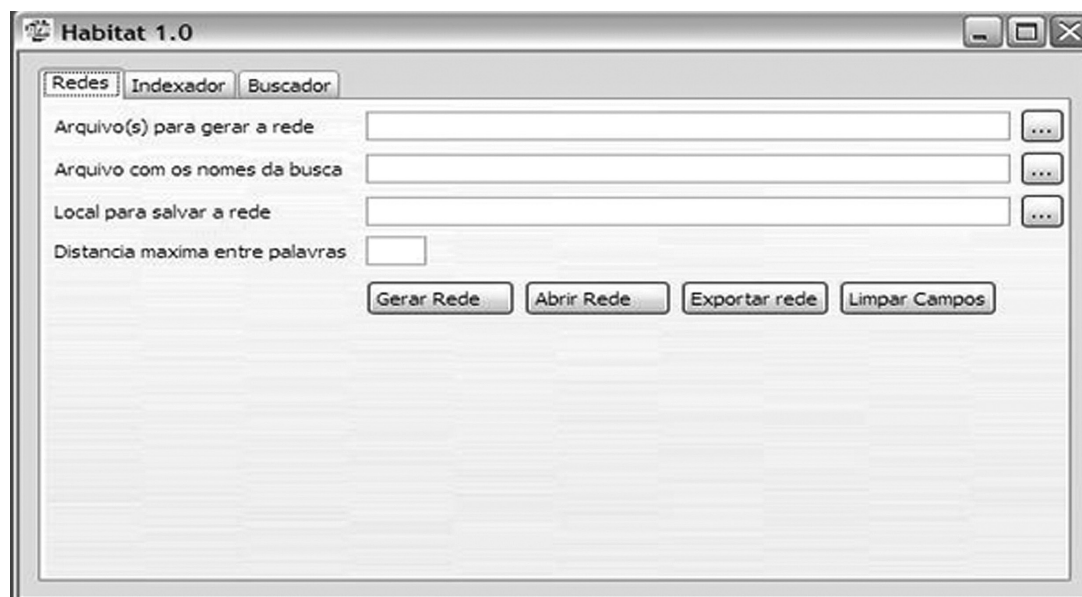 Habitat 1.0
Redes Indexador Buscador
Arquivo(s) para gerar a rede ...
Arquivo com os nomes da busca ...
Local para salvar a rede ...
Distancia maxima entre palavras
Gerar Rede Abrir Rede Exportar rede Limpar Campos